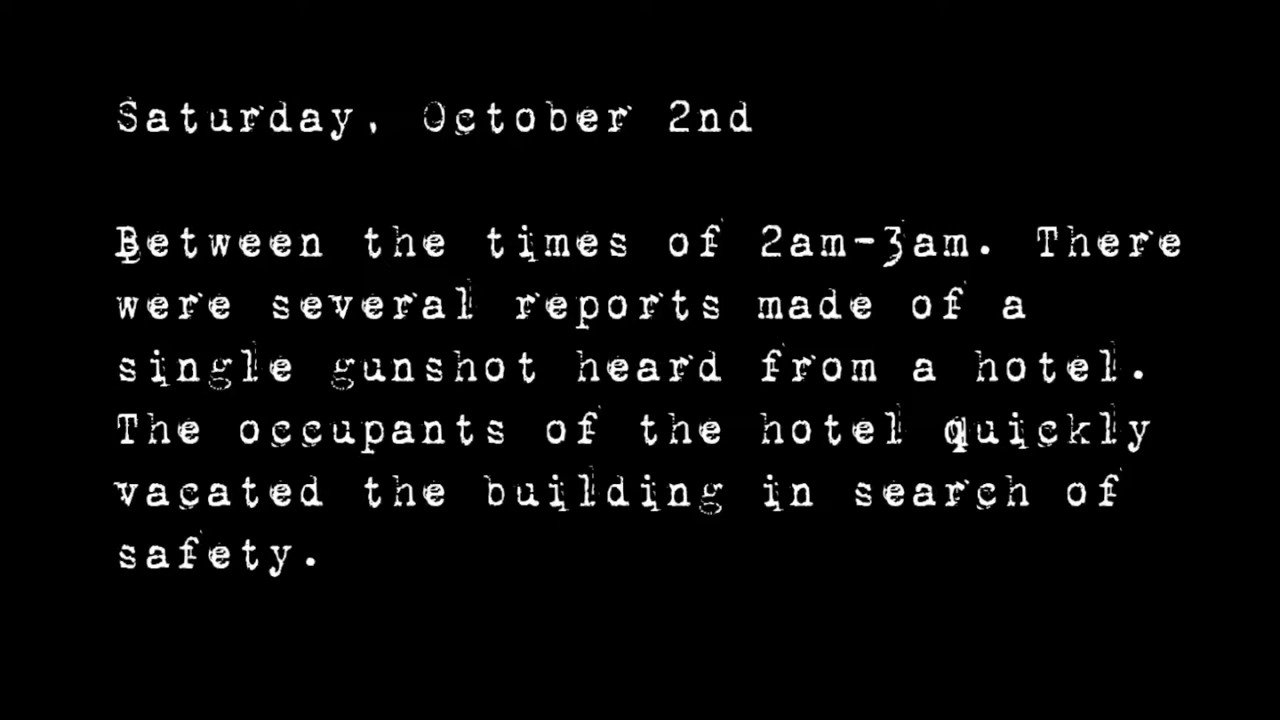 Saturday, October 2nd
Between the times of 2am-3am. There
were several reports made of a
single gunshot heard from a hotel.
The occupants of the hotel quickly
vacated the building in search of
safety.